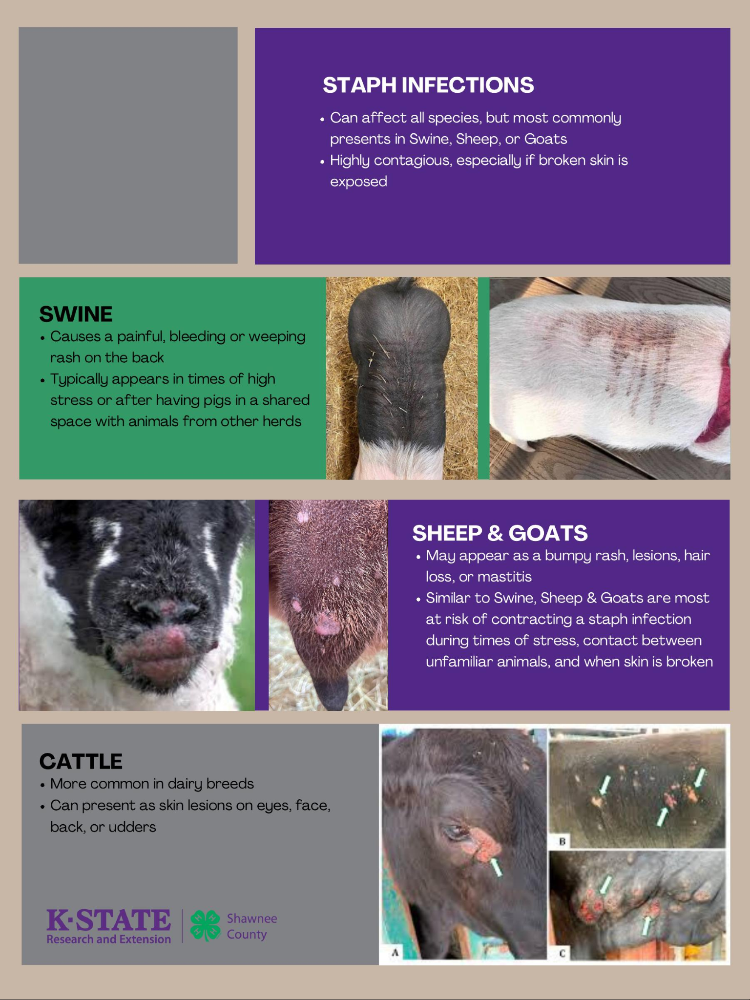 STAPH INFECTIONS
• Can affect all species, but most commonly
presents in Swine, Sheep, or Goats
• Highly contagious, especially if broken skin is
exposed
SWINE
• Causes a painful, bleeding or weeping
rash on the back
• Typically appears in times of high
stress or after having pigs in a shared
space with animals from other herds
SHEEP & GOATS
• May appear as a bumpy rash, lesions, hair
loss, or mastitis
• Similar to Swine, Sheep & Goats are most
at risk of contracting a staph infection
during times of stress, contact between
unfamiliar animals, and when skin is broken
CATTLE
• More common in dairy breeds
• Can present as skin lesions on eyes, face,
back, or udders
A
B
C
K·STATE
Research and Extension
H H H H
Shawnee
County